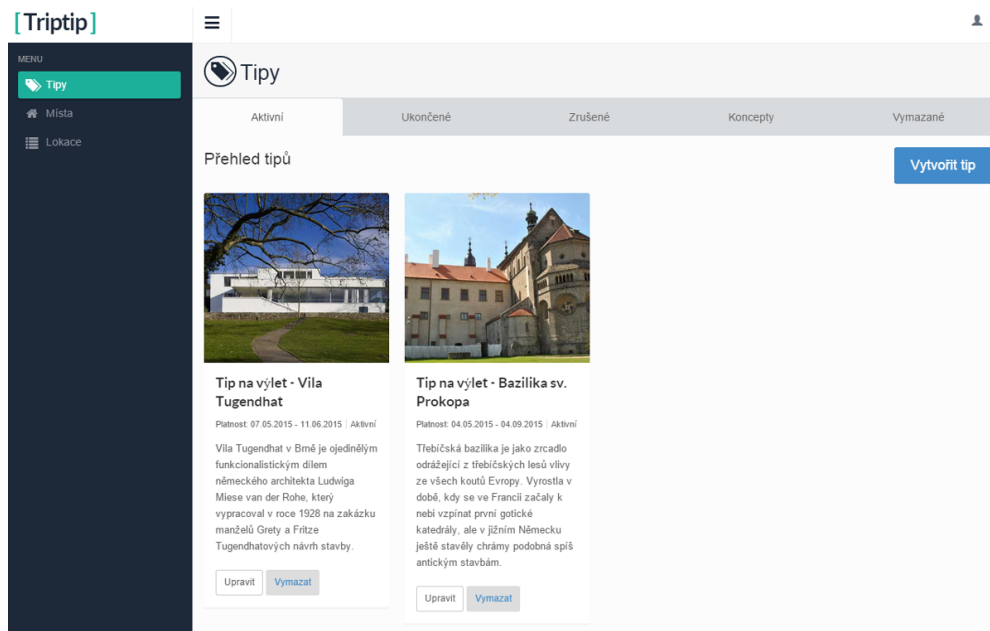 [Triptip]
MENU
Tipy
Místa
Lokace
Tipy
Aktivní
Ukončené
Zrušené
Koncepty
Vymazané
Přehled tipů
Vytvořit tip
Tip na výlet - Vila
Tugendhat
Platnost: 07.05.2015 - 11.06.2015 | Aktivní
Vila Tugendhat v Brně je ojedinělým
funkcionalistickým dílem
německého architekta Ludwiga
Miese van der Rohe, který
vypracoval v roce 1928 na zakázku
manželů Grety a Fritze
Tugendhatových návrh stavby.
Upravit
Vymazat
Tip na výlet - Bazilika sv.
Prokopa
Platnost: 04.05.2015 - 04.09.2015 | Aktivní
Třebíčská bazilika je jako zrcadlo
odrážející z třebíčských lesů vlivy
ze všech koutů Evropy. Vyrostla v
době, kdy se ve Francii začaly k
nebi vzpínat první gotické
katedrály, ale v jižním Německu
ještě stavěly chrámy podobná spíš
antickým stavbám.
Upravit
Vymazat